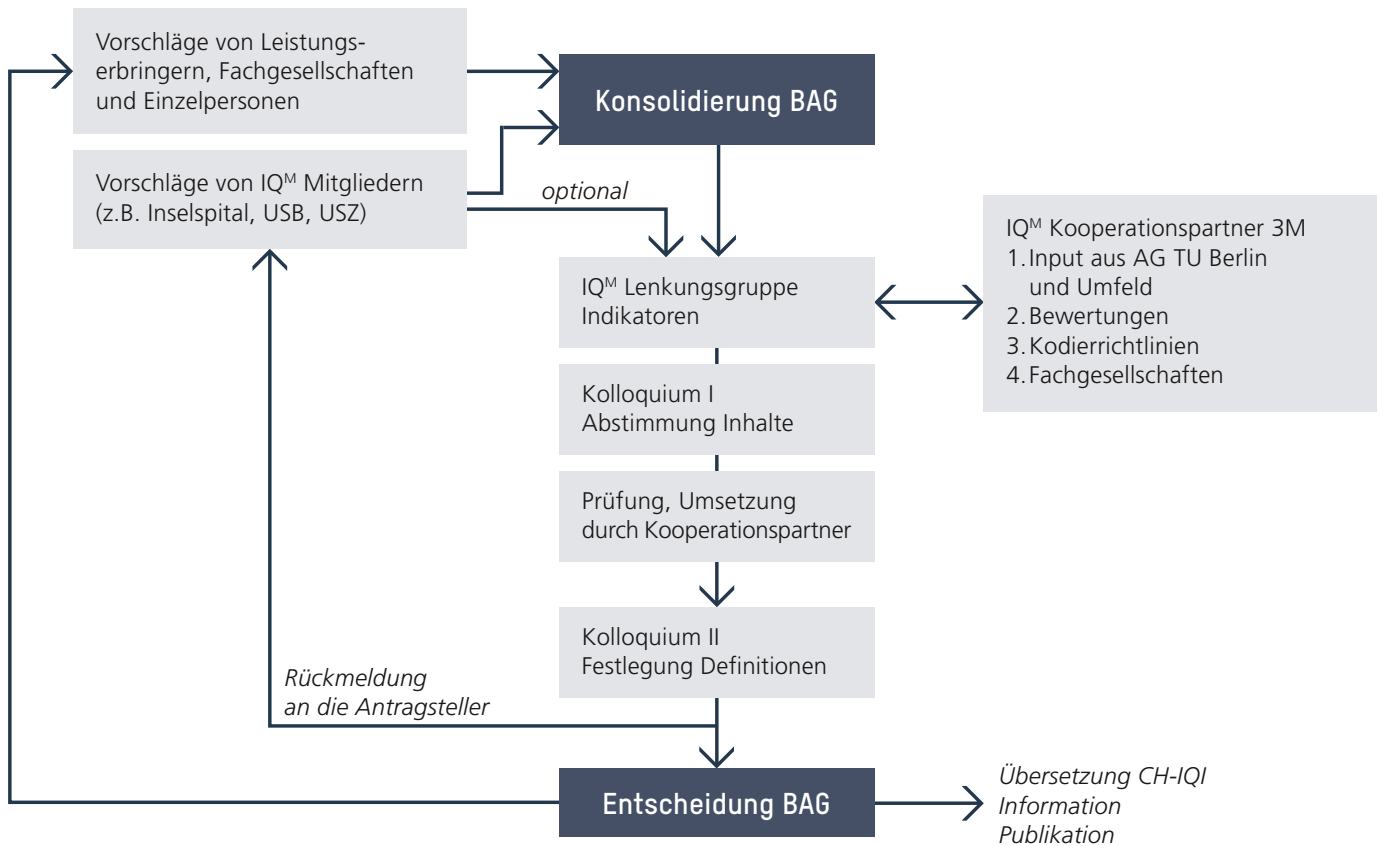 Vorschläge von Leistungs-
erbringern, Fachgesellschaften
und Einzelpersonen
Konsolidierung BAG
Vorschläge von IQᴹ Mitgliedern
(z.B. Inselspital, USB, USZ)
optional
IQᴹ Lenkungsgruppe
Indikatoren
IQᴹ Kooperationspartner 3M
1. Input aus AG TU Berlin
und Umfeld
2. Bewertungen
3. Kodierrichtlinien
4. Fachgesellschaften
Kolloquium I
Abstimmung Inhalte
Prüfung, Umsetzung
durch Kooperationspartner
Kolloquium II
Festlegung Definitionen
Rückmeldung
an die Antragsteller
Entscheidung BAG
Übersetzung CH-IQI
Information
Publikation